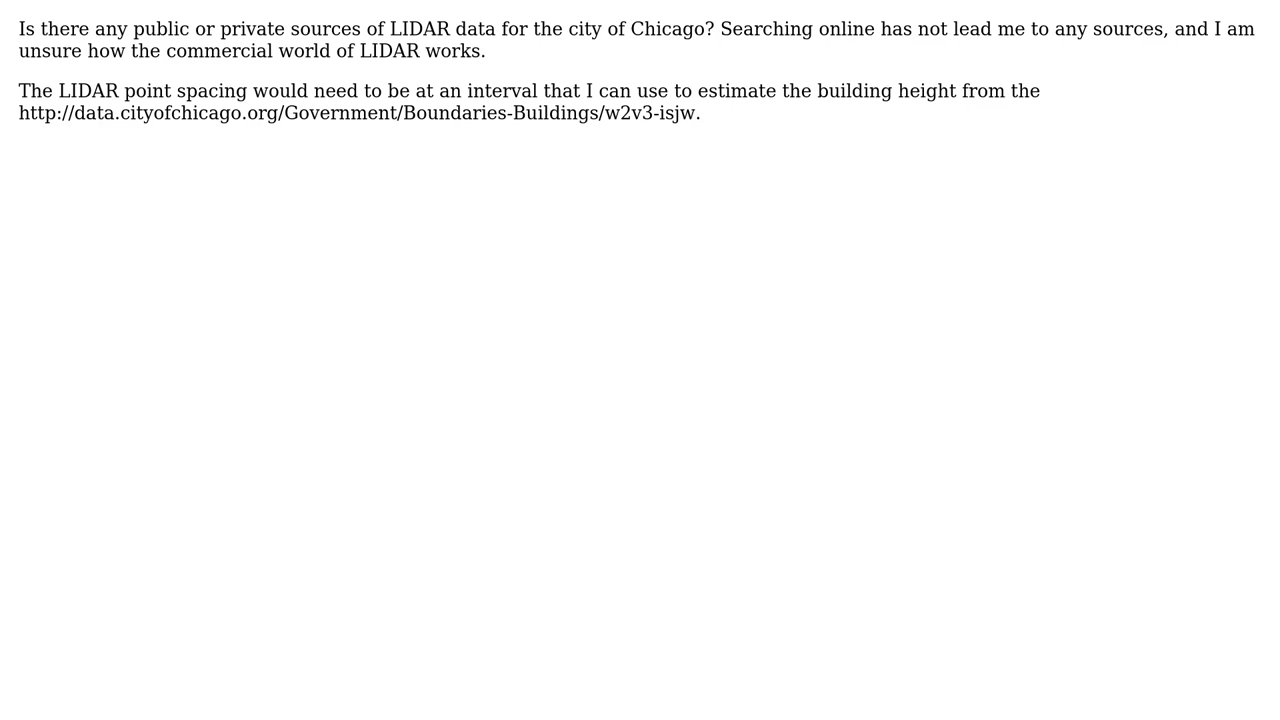 Is there any public or private sources of LIDAR data for the city of Chicago? Searching online has not lead me to any sources, and I am
unsure how the commercial world of LIDAR works.
The LIDAR point spacing would need to be at an interval that I can use to estimate the building height from the
http://data.cityofchicago.org/Government/Boundaries-Buildings/w2v3-isjw.